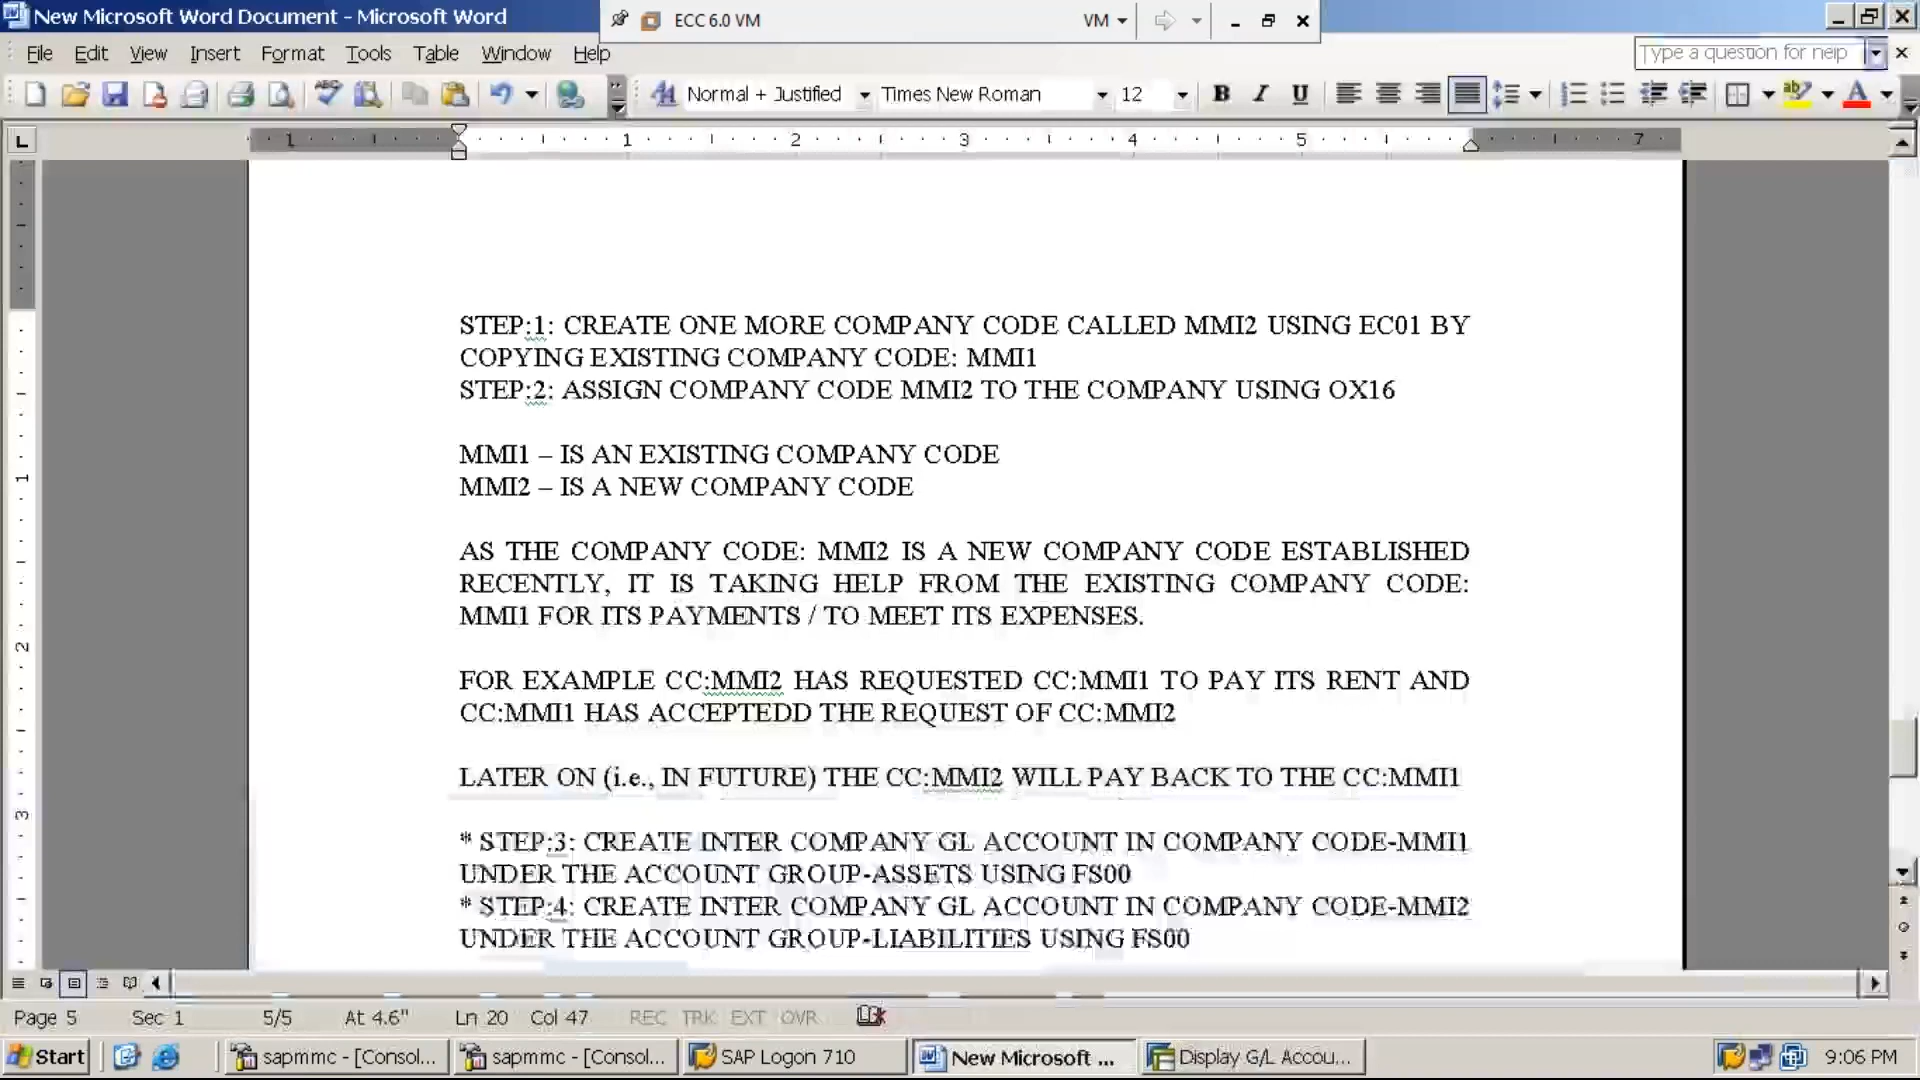 New Microsoft Word Document - Microsoft Word
ECC 6.0 VM
VM
File Edit View Insert Format Tools Table Window Help
Type a question for help
Normal + Justified
Times New Roman
12
B I U
1 1 2 3 4 5 7
STEP:1: CREATE ONE MORE COMPANY CODE CALLED MMI2 USING EC01 BY
COPYING EXISTING COMPANY CODE: MMI1
STEP:2: ASSIGN COMPANY CODE MMI2 TO THE COMPANY USING OX16
MMI1 – IS AN EXISTING COMPANY CODE
MMI2 – IS A NEW COMPANY CODE
AS THE COMPANY CODE: MMI2 IS A NEW COMPANY CODE ESTABLISHED
RECENTLY, IT IS TAKING HELP FROM THE EXISTING COMPANY CODE:
MMI1 FOR ITS PAYMENTS / TO MEET ITS EXPENSES.
FOR EXAMPLE CC:MMI2 HAS REQUESTED CC:MMI1 TO PAY ITS RENT AND
CC:MMI1 HAS ACCEPTEDD THE REQUEST OF CC:MMI2
LATER ON (i.e., IN FUTURE) THE CC:MMI2 WILL PAY BACK TO THE CC:MMI1
* STEP:3: CREATE INTER COMPANY GL ACCOUNT IN COMPANY CODE-MMI1
UNDER THE ACCOUNT GROUP-ASSETS USING FS00
* STEP:4: CREATE INTER COMPANY GL ACCOUNT IN COMPANY CODE-MMI2
UNDER THE ACCOUNT GROUP-LIABILITIES USING FS00
1
2
3
Page 5 Sec 1 5/5 At 4.6" Ln 20 Col 47 REC TRK EXT OVR
Start
sapmmc - [Consol...
sapmmc - [Consol...
SAP Logon 710
New Microsoft ...
Display G/L Accou...
9:06 PM